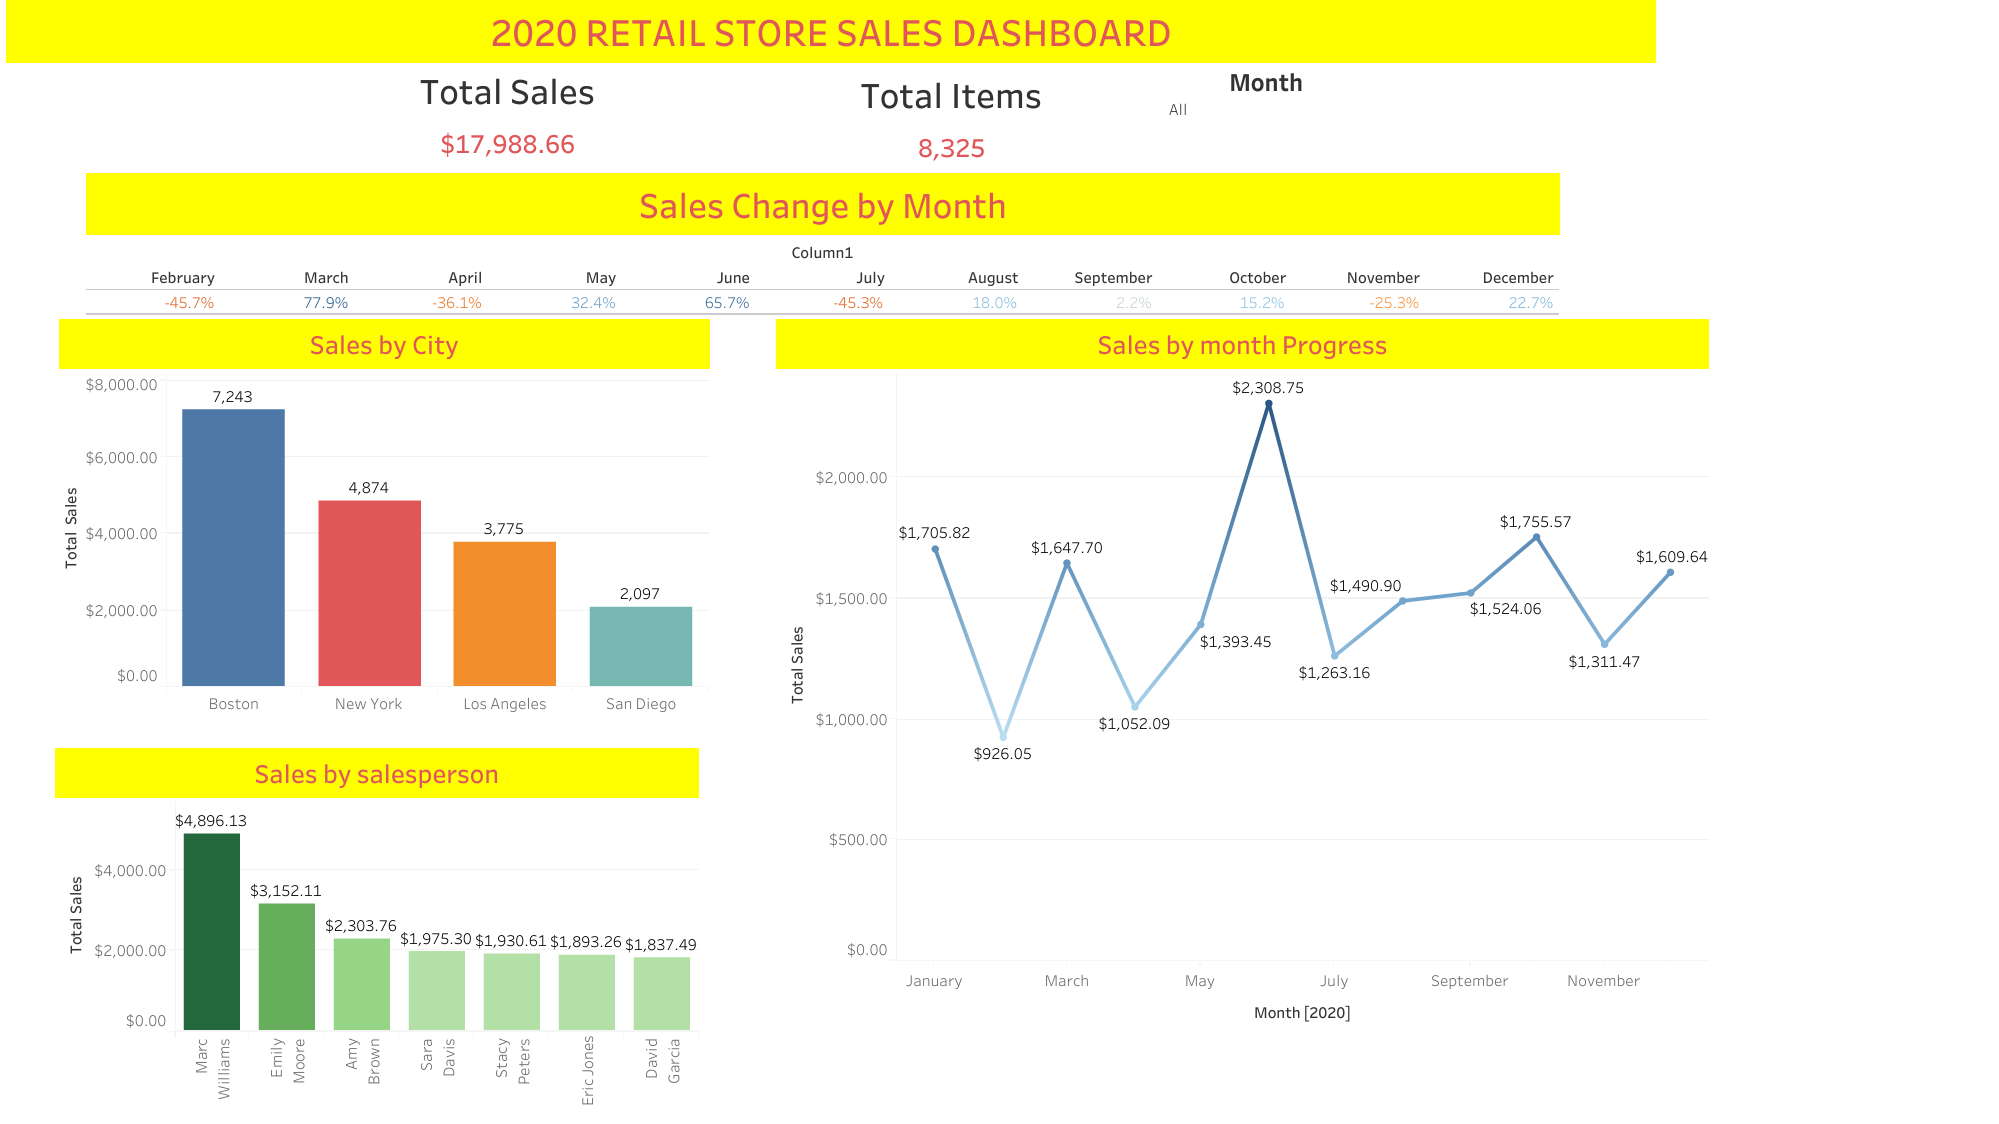 2020 RETAIL STORE SALES DASHBOARD
Total Sales
$17,988.66
Total Items
8,325
Month
All
Sales Change by Month
Column1
February March April May June July August September October November December
-45.7% 77.9% -36.1% 32.4% 65.7% -45.3% 18.0% 2.2% 15.2% -25.3% 22.7%
Sales by City
Total Sales
$8,000.00
$6,000.00
$4,000.00
$2,000.00
$0.00
7,243
4,874
3,775
2,097
Boston New York Los Angeles San Diego
Sales by month Progress
Total Sales
$2,000.00
$1,500.00
$1,000.00
$500.00
$0.00
$1,705.82
$926.05
$1,647.70
$1,052.09
$1,393.45
$2,308.75
$1,263.16
$1,490.90
$1,524.06
$1,755.57
$1,311.47
$1,609.64
January March May July September November
Month [2020]
Sales by salesperson
Total Sales
$4,000.00
$2,000.00
$0.00
$4,896.13
$3,152.11
$2,303.76
$1,975.30
$1,930.61
$1,893.26
$1,837.49
Marc
Williams
Emily
Moore
Amy
Brown
Sara
Davis
Stacy
Peters
Eric Jones
David
Garcia